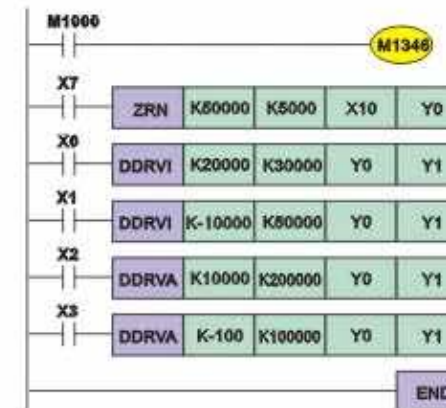 M1000
M1346
X7
ZRN K50000 K5000 X10 Y0
X0
DDRVI K20000 K30000 Y0 Y1
X1
DDRVI K-10000 K80000 Y0 Y1
X2
DDRVA K10000 K200000 Y0 Y1
X3
DDRVA K-100 K100000 Y0 Y1
END